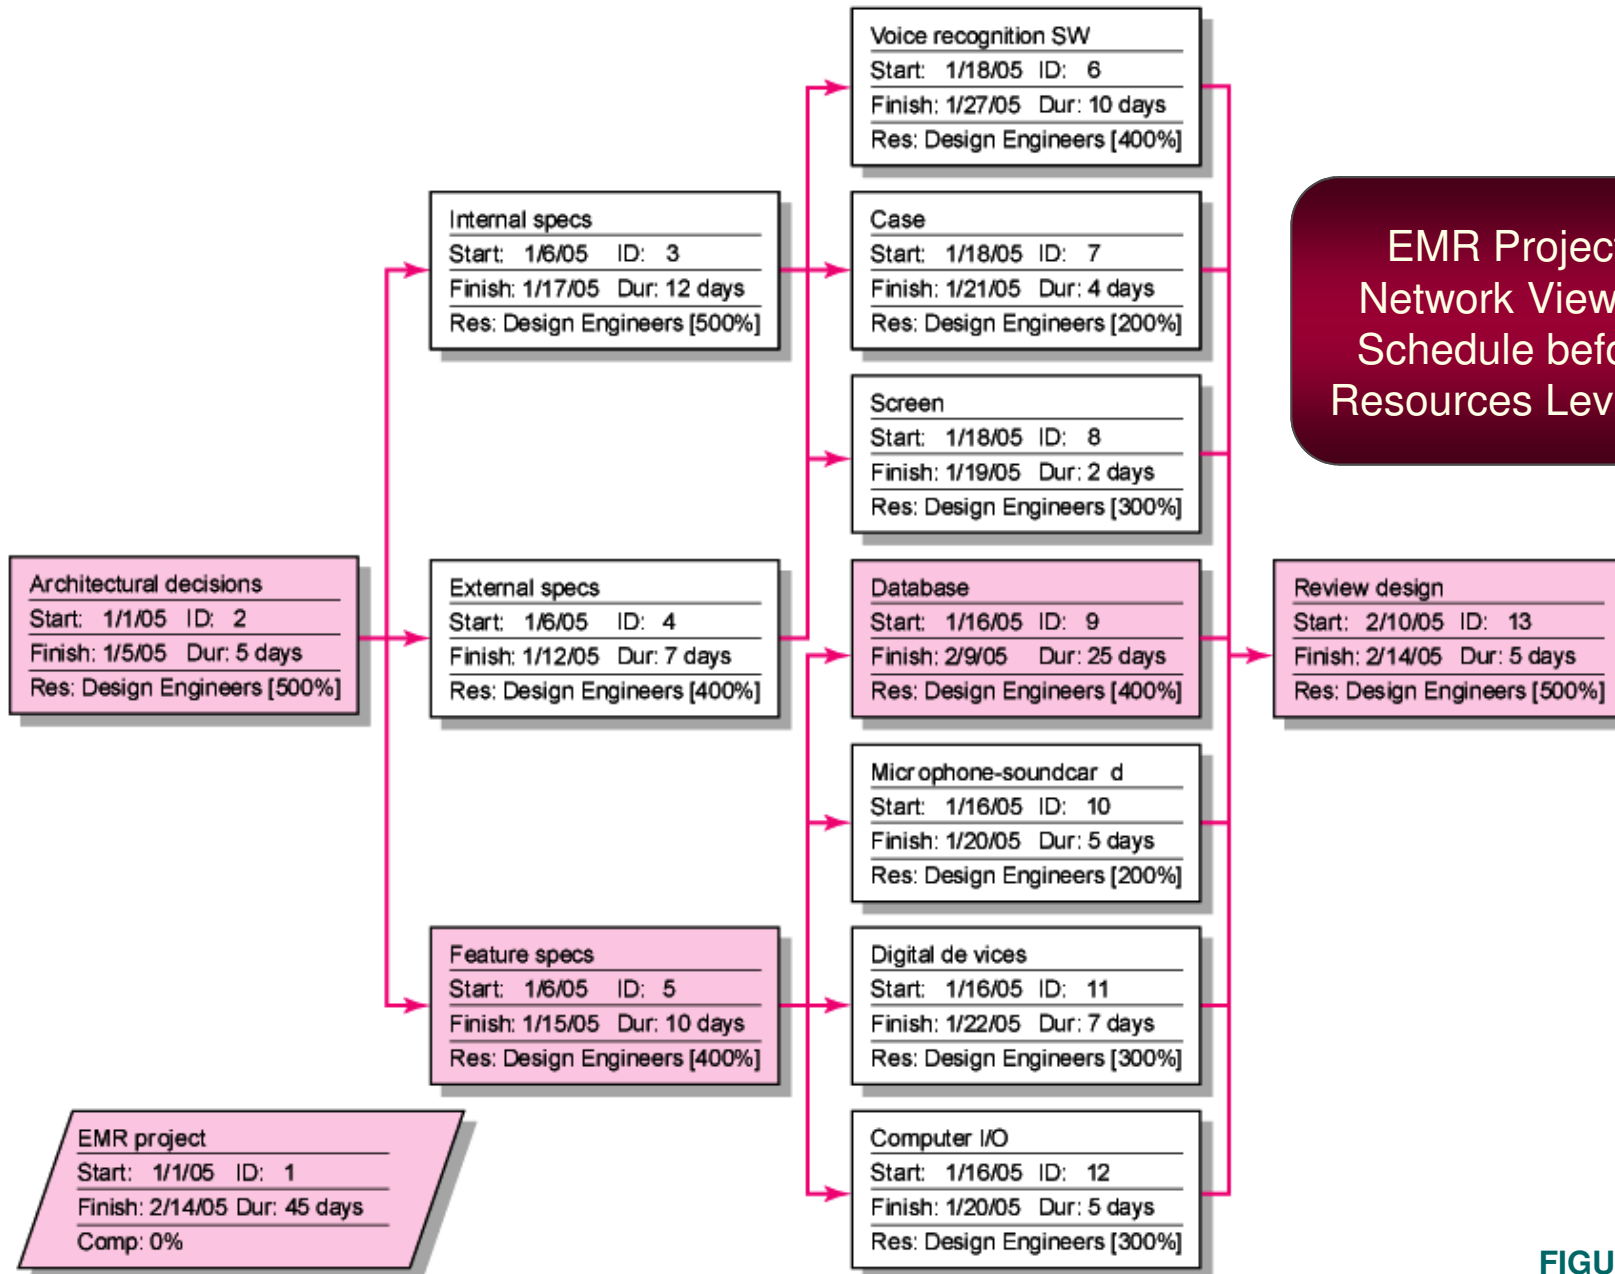 Voice recognition SW
Start: 1/18/05 ID: 6
Finish: 1/27/05 Dur: 10 days
Res: Design Engineers [400%]
Internal specs
Start: 1/6/05 ID: 3
Finish: 1/17/05 Dur: 12 days
Res: Design Engineers [500%]
Case
Start: 1/18/05 ID: 7
Finish: 1/21/05 Dur: 4 days
Res: Design Engineers [200%]
EMR Project
Network View
Schedule befo
Resources Lev
Screen
Start: 1/18/05 ID: 8
Finish: 1/19/05 Dur: 2 days
Res: Design Engineers [300%]
Architectural decisions
Start: 1/1/05 ID: 2
Finish: 1/5/05 Dur: 5 days
Res: Design Engineers [500%]
External specs
Start: 1/6/05 ID: 4
Finish: 1/12/05 Dur: 7 days
Res: Design Engineers [400%]
Database
Start: 1/16/05 ID: 9
Finish: 2/9/05 Dur: 25 days
Res: Design Engineers [400%]
Review design
Start: 2/10/05 ID: 13
Finish: 2/14/05 Dur: 5 days
Res: Design Engineers [500%]
Microphone-soundcar d
Start: 1/16/05 ID: 10
Finish: 1/20/05 Dur: 5 days
Res: Design Engineers [200%]
Feature specs
Start: 1/6/05 ID: 5
Finish: 1/15/05 Dur: 10 days
Res: Design Engineers [400%]
Digital de vices
Start: 1/16/05 ID: 11
Finish: 1/22/05 Dur: 7 days
Res: Design Engineers [300%]
EMR project
Start: 1/1/05 ID: 1
Finish: 2/14/05 Dur: 45 days
Comp: 0%
Computer I/O
Start: 1/16/05 ID: 12
Finish: 1/20/05 Dur: 5 days
Res: Design Engineers [300%]
FIGU